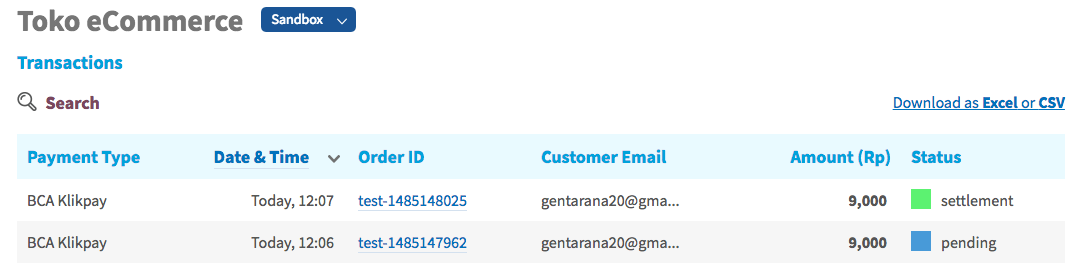 Toko eCommerce Sandbox
Transactions
Search Download as Excel or CSV
Payment Type Date & Time Order ID Customer Email Amount (Rp) Status
BCA Klikpay Today, 12:07 test-1485148025 gentarana20@gma... 9,000 settlement
BCA Klikpay Today, 12:06 test-1485147962 gentarana20@gma... 9,000 pending